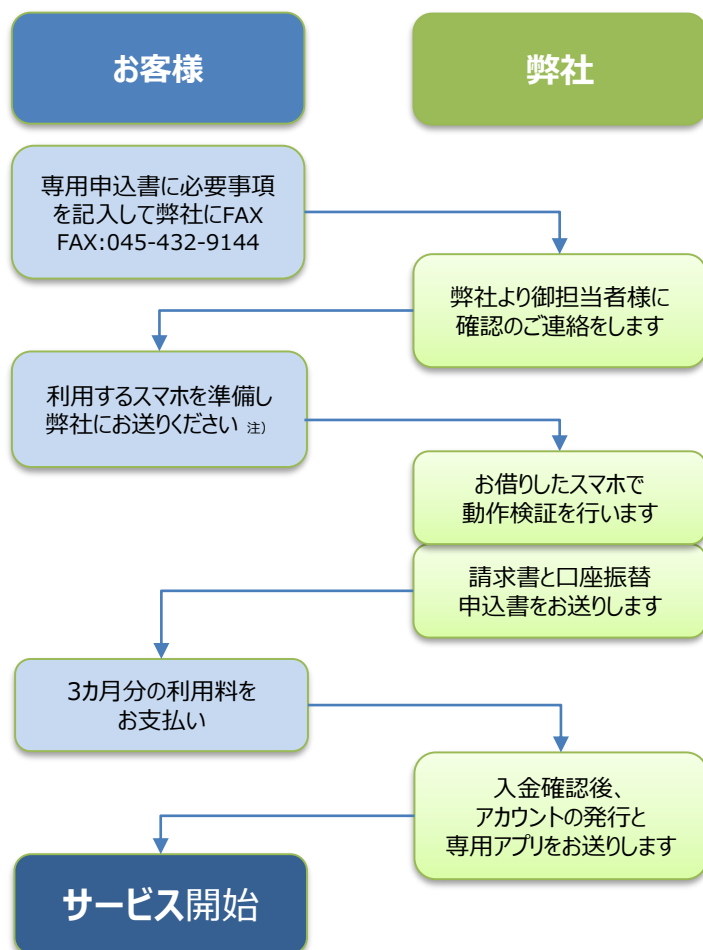 お客様
弊社
専用申込書に必要事項
を記入して弊社にFAX
FAX:045-432-9144
弊社より御担当者様に
確認のご連絡をします
利用するスマホを準備し
弊社にお送りください 注）
お借りしたスマホで
動作検証を行います
請求書と口座振替
申込書をお送りします
3カ月分の利用料を
お支払い
入金確認後、
アカウントの発行と
専用アプリをお送りします
サービス開始